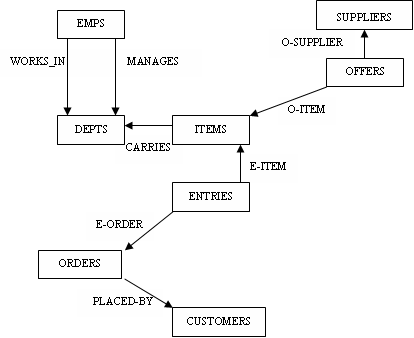 SUPPLIERS
EMPS
O-SUPPLIER
WORKS_IN
MANAGES
OFFERS
O-ITEM
DEPTS
ITEMS
CARRIES
E-ITEM
ENTRIES
E-ORDER
ORDERS
PLACED-BY
CUSTOMERS